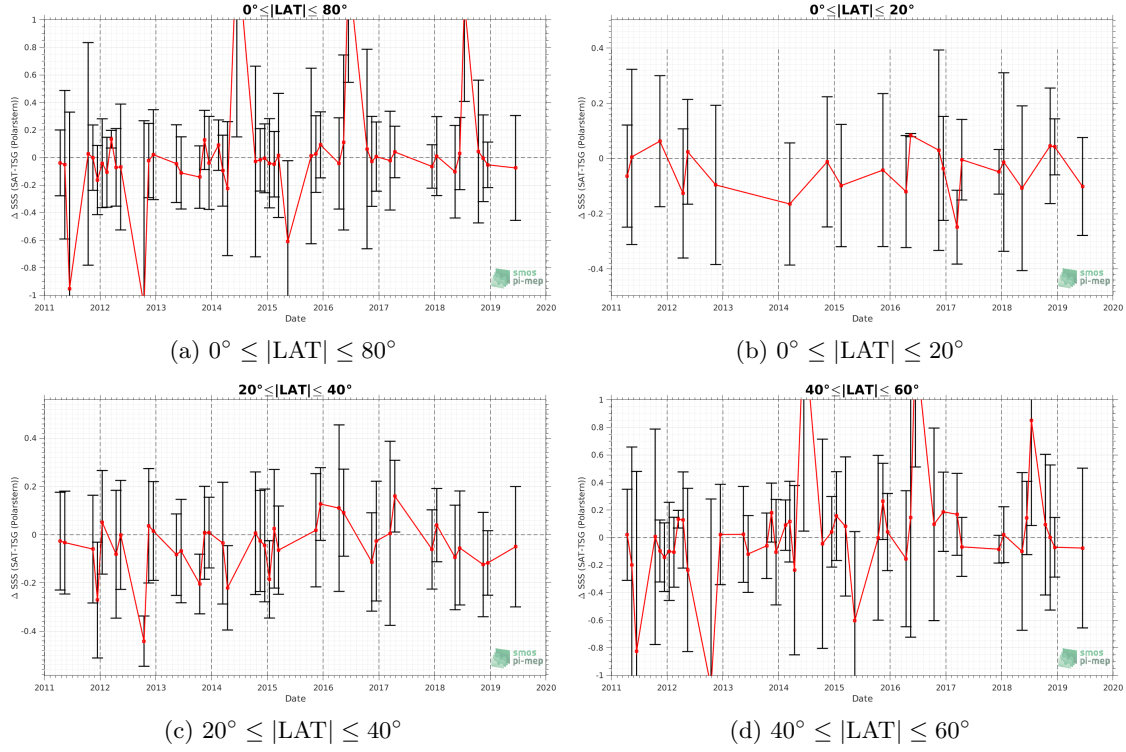 0°≤|LAT|≤ 80°
Δ SSS (SAT-TSG (Polarstern))
1
0.8
0.6
0.4
0.2
0
-0.2
-0.4
-0.6
-0.8
-1
2011 2012 2013 2014 2015 2016 2017 2018 2019 2020
Date
smos
pi-mep
(a) 0° ≤ |LAT| ≤ 80°
0°≤|LAT|≤ 20°
Δ SSS (SAT-TSG (Polarstern))
0.4
0.2
0
-0.2
-0.4
2011 2012 2013 2014 2015 2016 2017 2018 2019 2020
Date
smos
pi-mep
(b) 0° ≤ |LAT| ≤ 20°
20°≤|LAT|≤ 40°
Δ SSS (SAT-TSG (Polarstern))
0.4
0.2
0
-0.2
-0.4
2011 2012 2013 2014 2015 2016 2017 2018 2019 2020
Date
smos
pi-mep
(c) 20° ≤ |LAT| ≤ 40°
40°≤|LAT|≤ 60°
Δ SSS (SAT-TSG (Polarstern))
1
0.8
0.6
0.4
0.2
0
-0.2
-0.4
-0.6
-0.8
-1
2011 2012 2013 2014 2015 2016 2017 2018 2019 2020
Date
smos
pi-mep
(d) 40° ≤ |LAT| ≤ 60°